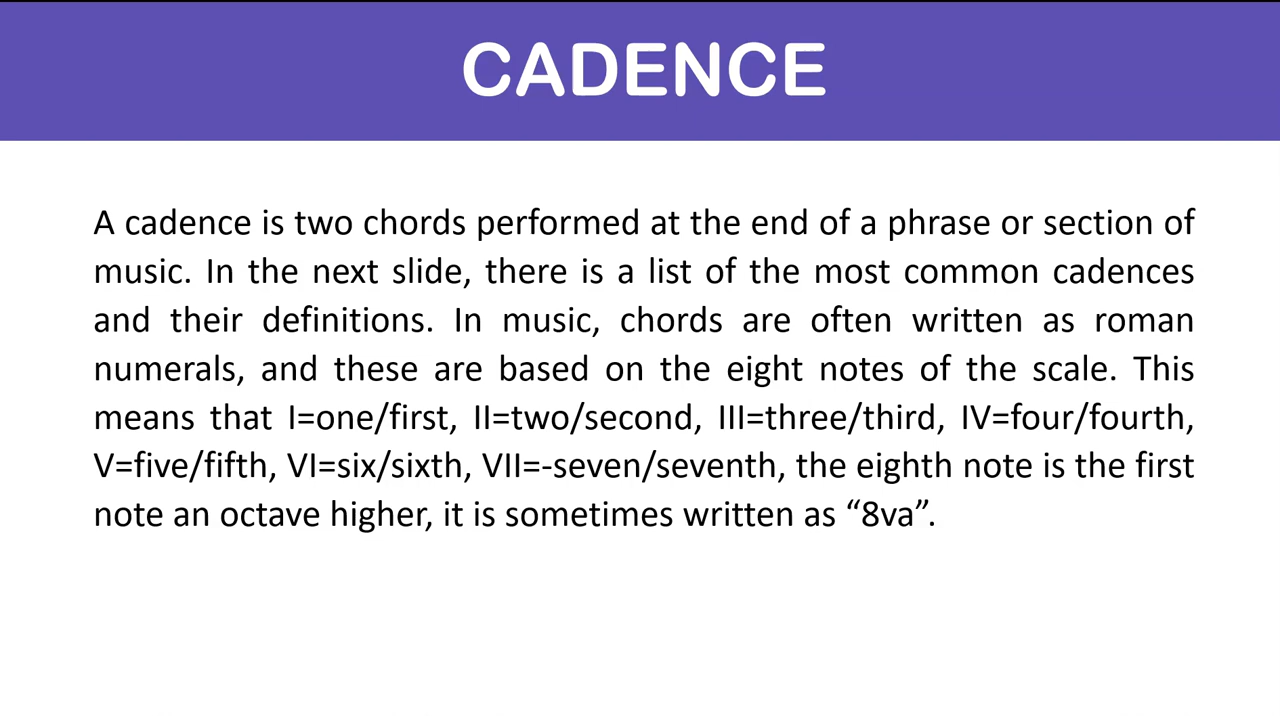 CADENCE
A cadence is two chords performed at the end of a phrase or section of
music. In the next slide, there is a list of the most common cadences
and their definitions. In music, chords are often written as roman
numerals, and these are based on the eight notes of the scale. This
means that I=one/first, II=two/second, III=three/third, IV=four/fourth,
V=five/fifth, VI=six/sixth, VII=-seven/seventh, the eighth note is the first
note an octave higher, it is sometimes written as “8va”.